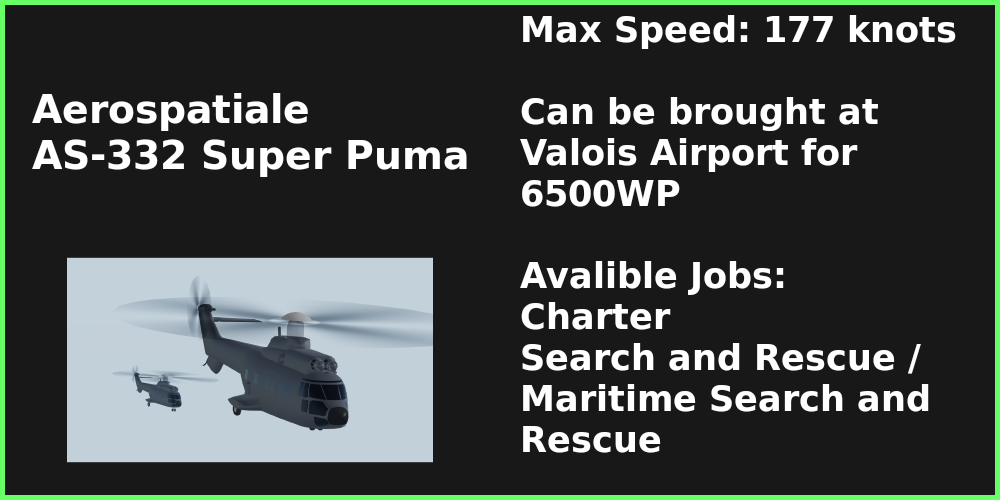 Aerospatiale
AS-332 Super Puma
Max Speed: 177 knots
Can be brought at
Valois Airport for
6500WP
Avalible Jobs:
Charter
Search and Rescue /
Maritime Search and
Rescue